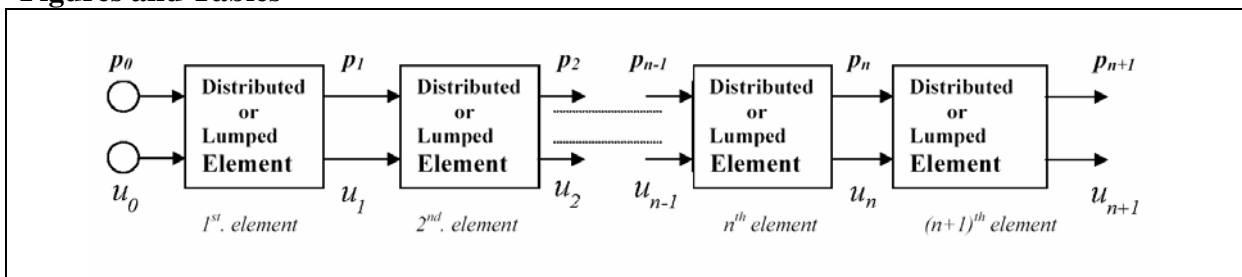 Figures and Tables
p₀ p₁ p₂ pₙ₋₁ pₙ pₙ₊₁
Distributed Distributed Distributed Distributed
or or or or
Lumped Lumped Lumped Lumped
Element Element Element Element
u₀ u₁ u₂ uₙ₋₁ uₙ uₙ₊₁
1ˢᵗ. element 2ⁿᵈ. element nᵗʰ element (n+1)ᵗʰ element